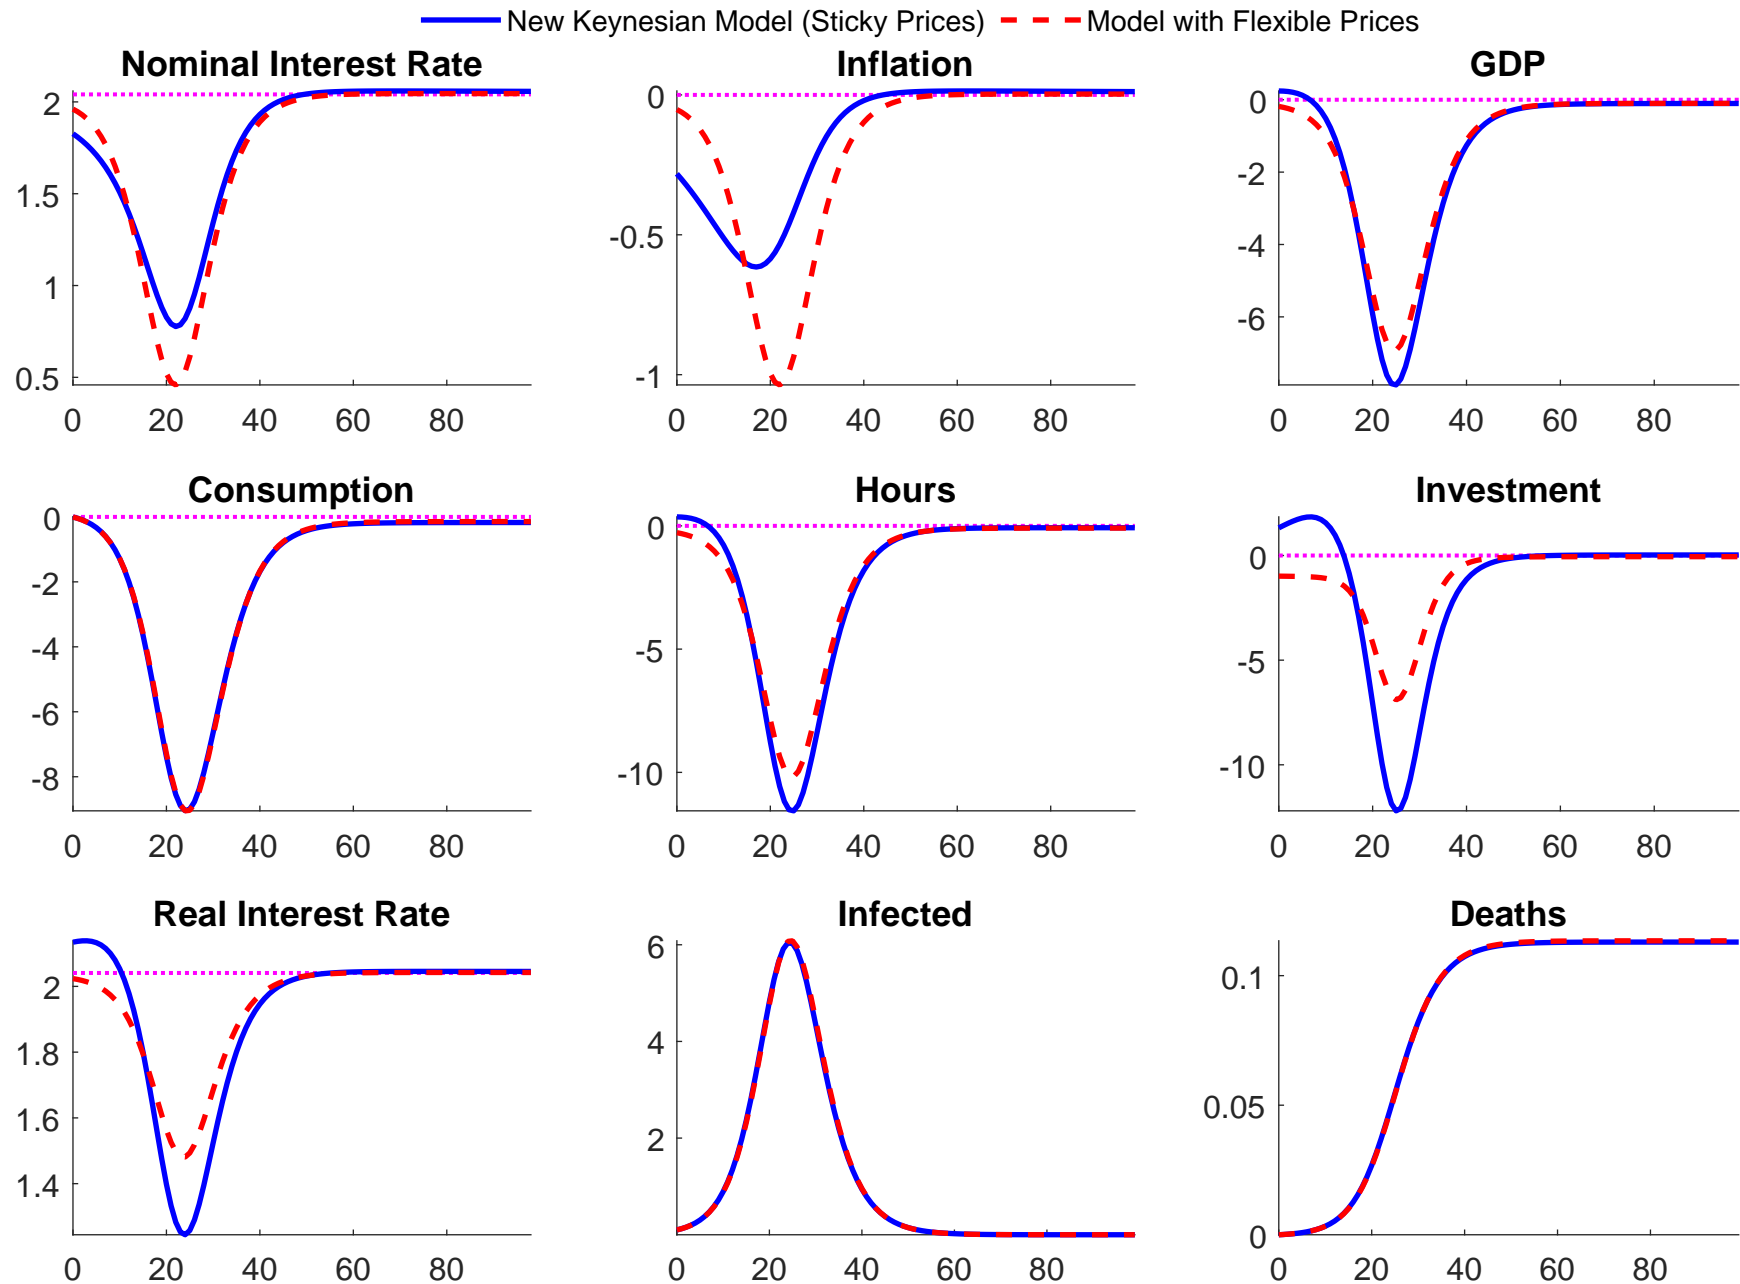 New Keynesian Model (Sticky Prices) Model with Flexible Prices
Nominal Interest Rate
2
1.5
1
0.5
0 20 40 60 80
Inflation
0
-0.5
-1
0 20 40 60 80
GDP
0
-2
-4
-6
0 20 40 60 80
Consumption
0
-2
-4
-6
-8
0 20 40 60 80
Hours
0
-5
-10
0 20 40 60 80
Investment
0
-5
-10
0 20 40 60 80
Real Interest Rate
2
1.8
1.6
1.4
0 20 40 60 80
Infected
6
4
2
0 20 40 60 80
Deaths
0.1
0.05
0
0 20 40 60 80